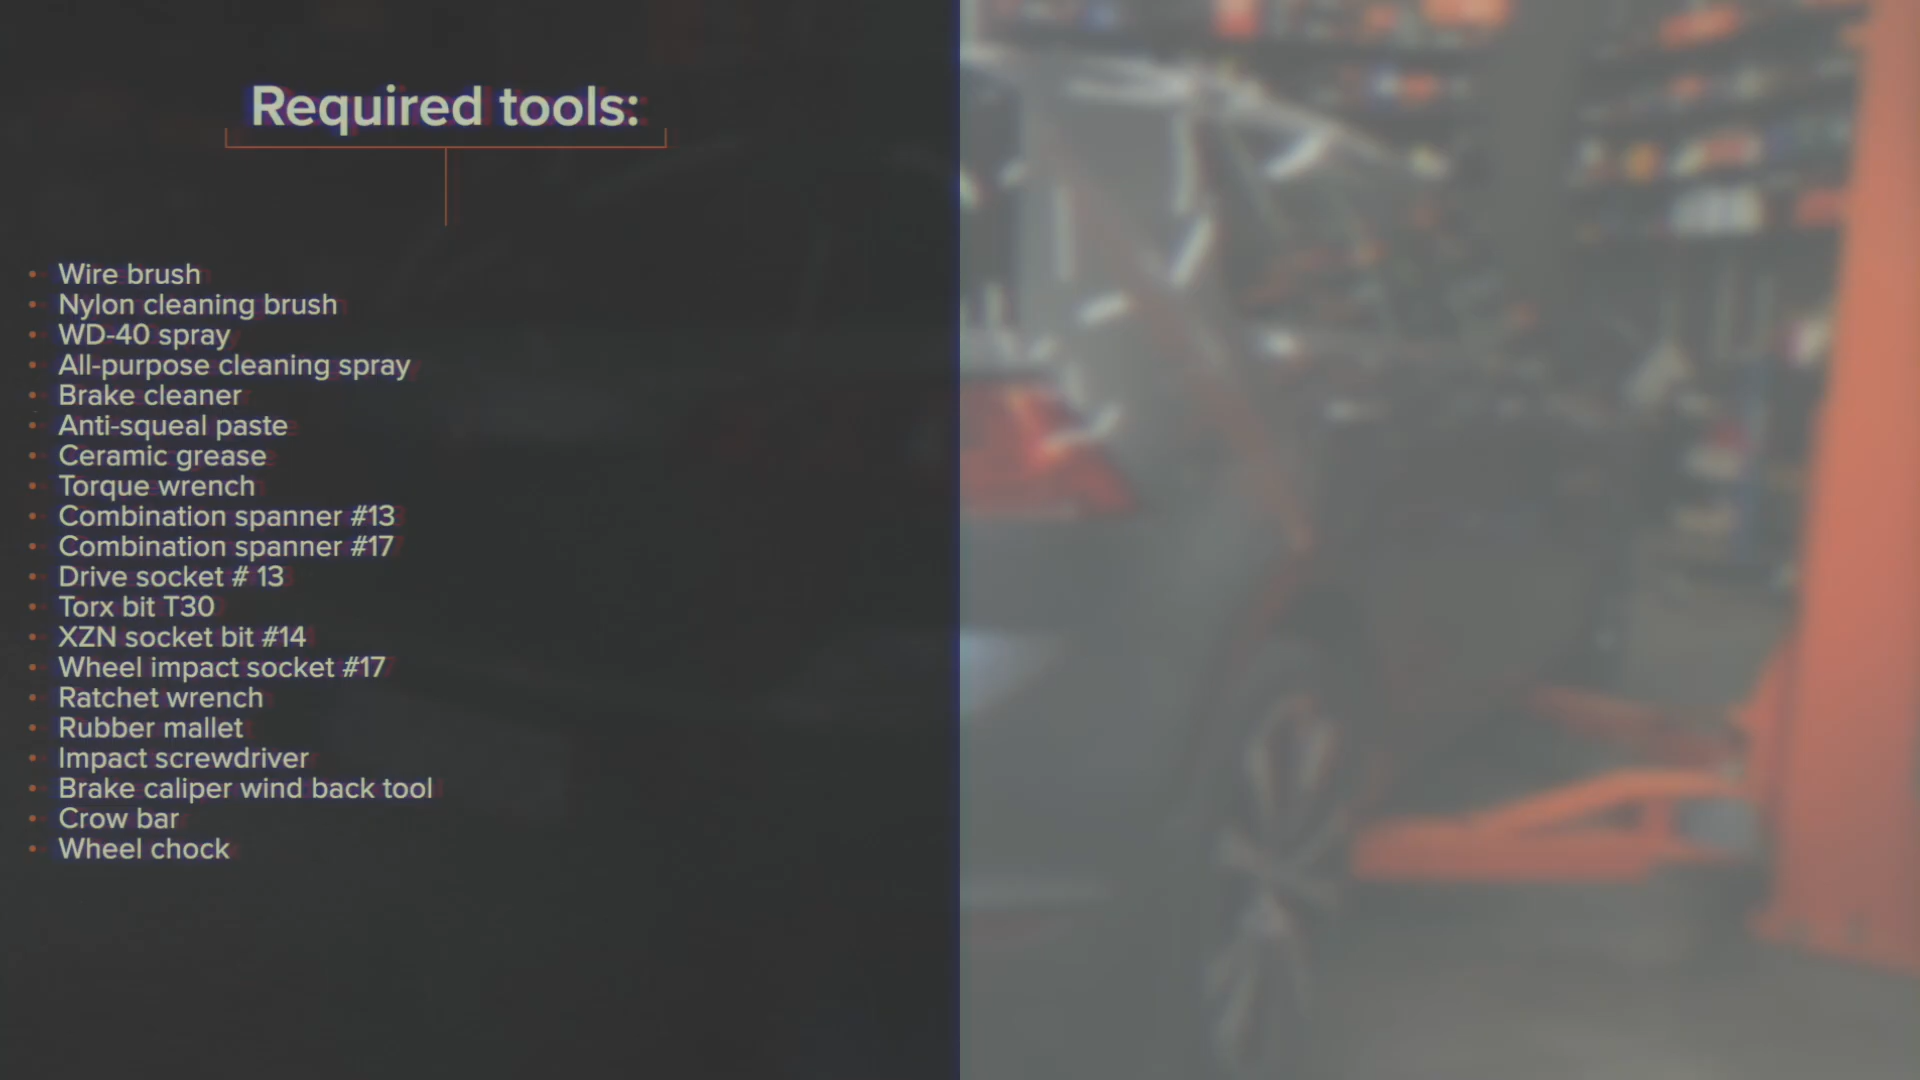 Required tools:
Wire brush
Nylon cleaning brush
WD-40 spray
All-purpose cleaning spray
Brake cleaner
Anti-squeal paste
Ceramic grease
Torque wrench
Combination spanner #13
Combination spanner #17
Drive socket # 13
Torx bit T30
XZN socket bit #14
Wheel impact socket #17
Ratchet wrench
Rubber mallet
Impact screwdriver
Brake caliper wind back tool
Crow bar
Wheel chock